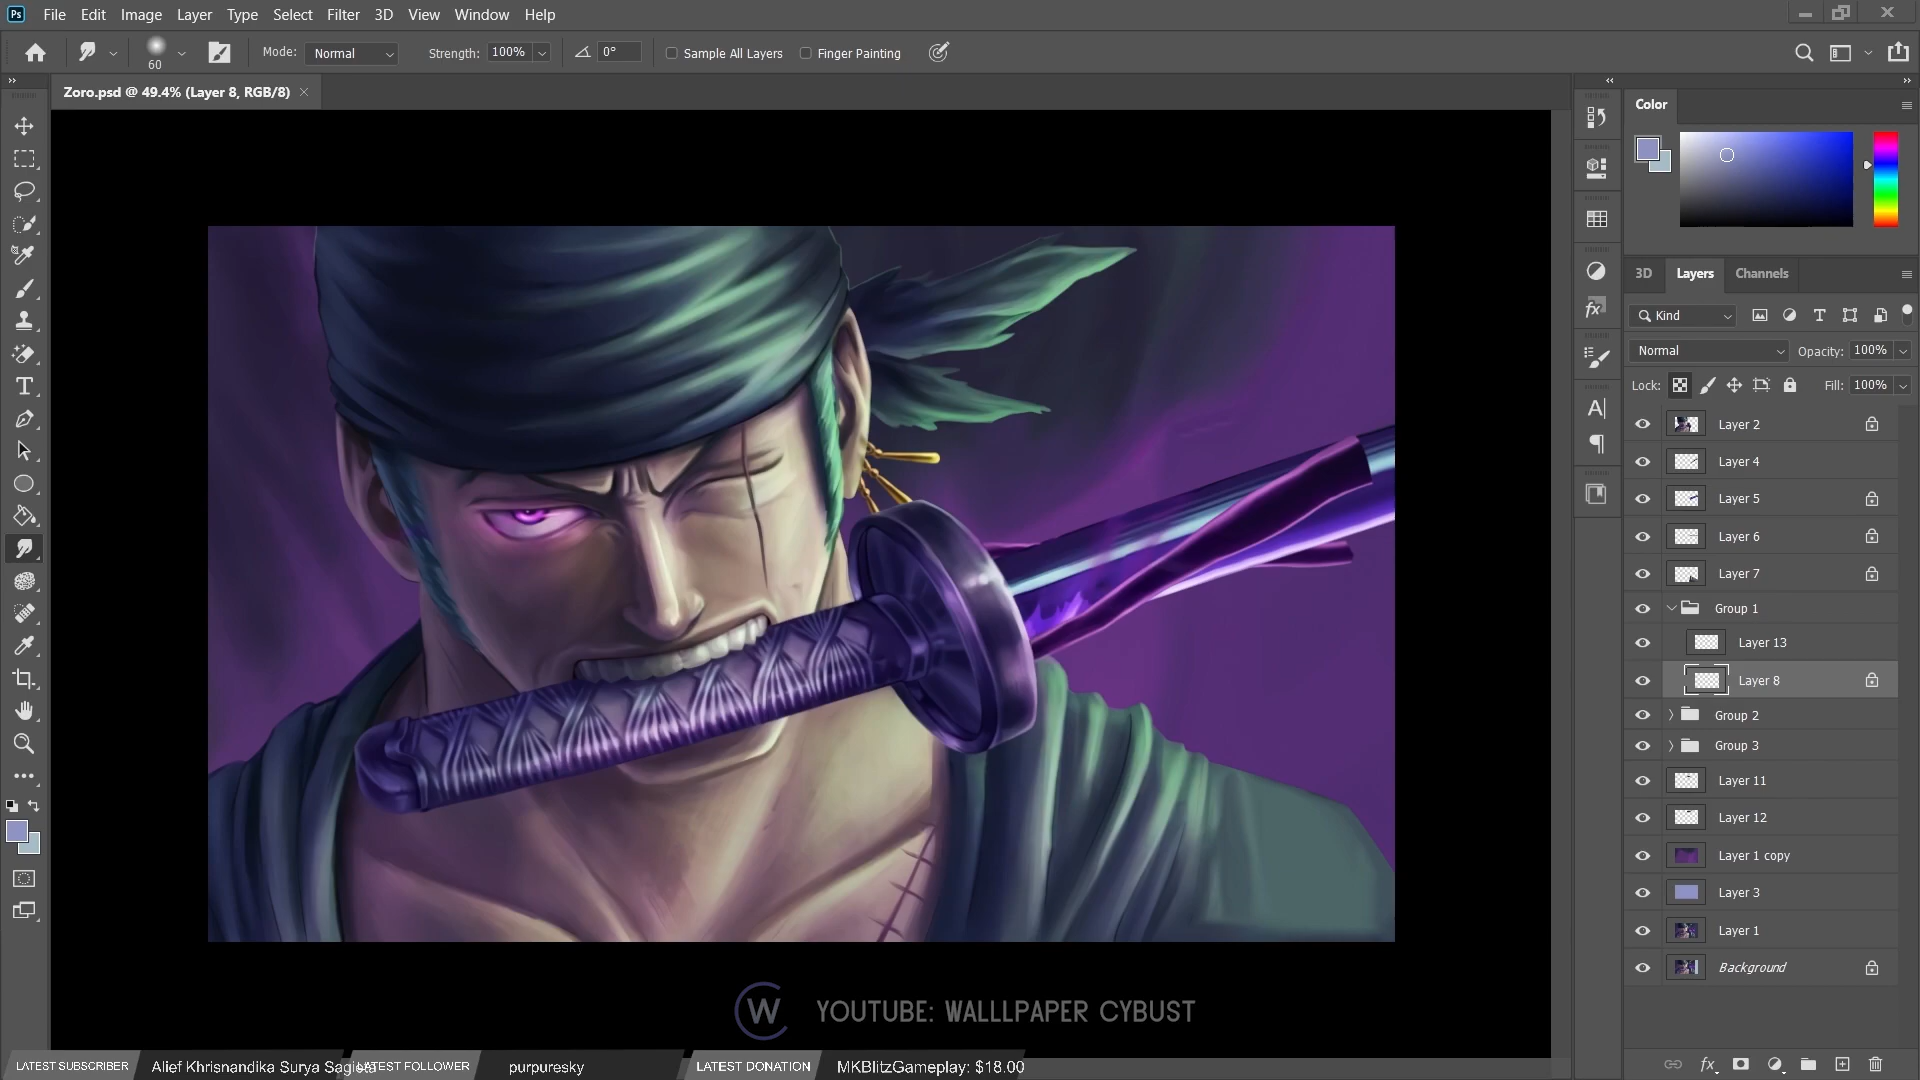 Ps File Edit Image Layer Type Select Filter 3D View Window Help
60 Mode: Normal Strength: 100% 0° Sample All Layers Finger Painting
Zoro.psd @ 49.4% (Layer 8, RGB/8)
Color
3D Layers Channels
Kind
Normal Opacity: 100%
Lock: Fill: 100%
Layer 2
Layer 4
Layer 5
Layer 6
Layer 7
Group 1
Layer 13
Layer 8
Group 2
Group 3
Layer 11
Layer 12
Layer 1 copy
Layer 3
Layer 1
Background
W YOUTUBE: WALLLPAPER CYBUST
LATEST SUBSCRIBER Alief Khrisnandika Surya Sagieta LATEST FOLLOWER purpuresky LATEST DONATION MKBlitzGameplay: $18.00